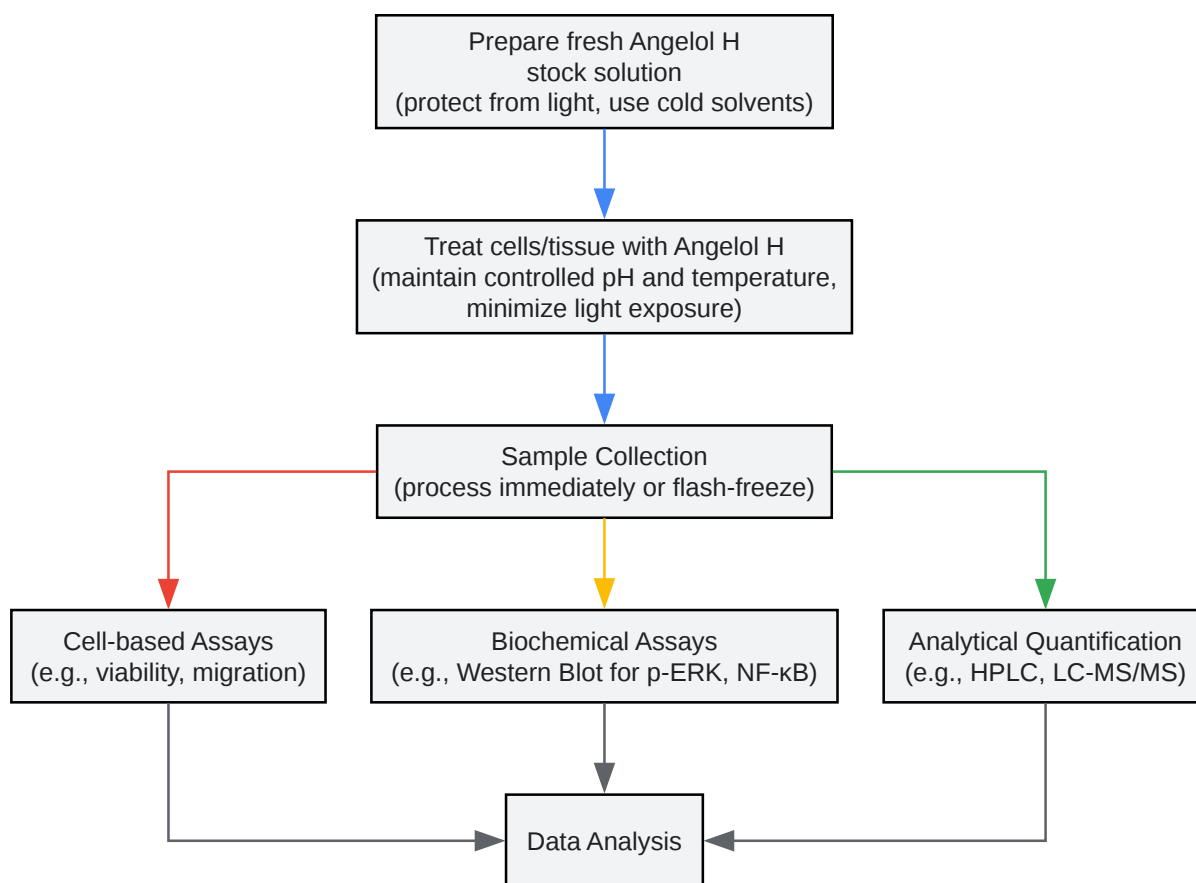 Prepare fresh Angelol H
stock solution
(protect from light, use cold solvents)
Treat cells/tissue with Angelol H
(maintain controlled pH and temperature,
minimize light exposure)
Sample Collection
(process immediately or flash-freeze)
Cell-based Assays
(e.g., viability, migration)
Biochemical Assays
(e.g., Western Blot for p-ERK, NF-κB)
Analytical Quantification
(e.g., HPLC, LC-MS/MS)
Data Analysis